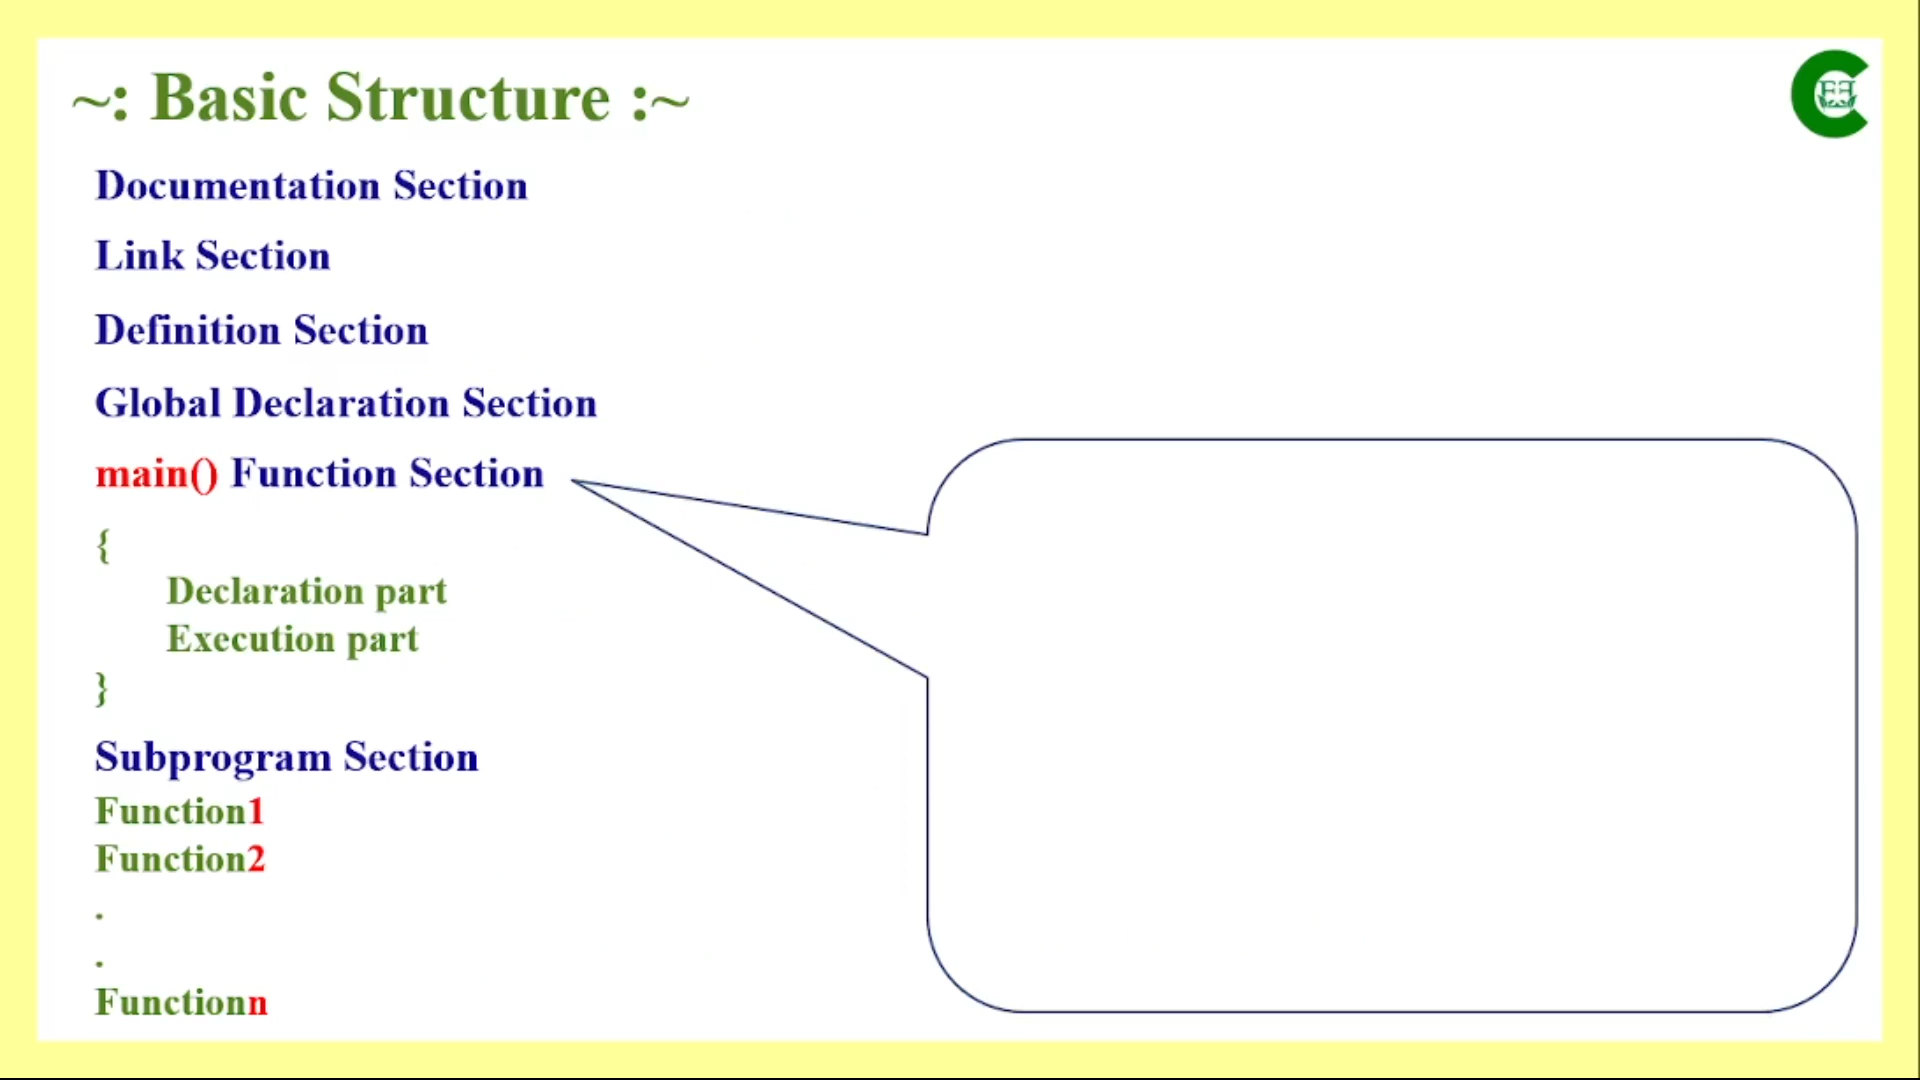 ~: Basic Structure :~
Documentation Section
Link Section
Definition Section
Global Declaration Section
main() Function Section
{
Declaration part
Execution part
}
Subprogram Section
Function1
Function2
.
.
Functionn